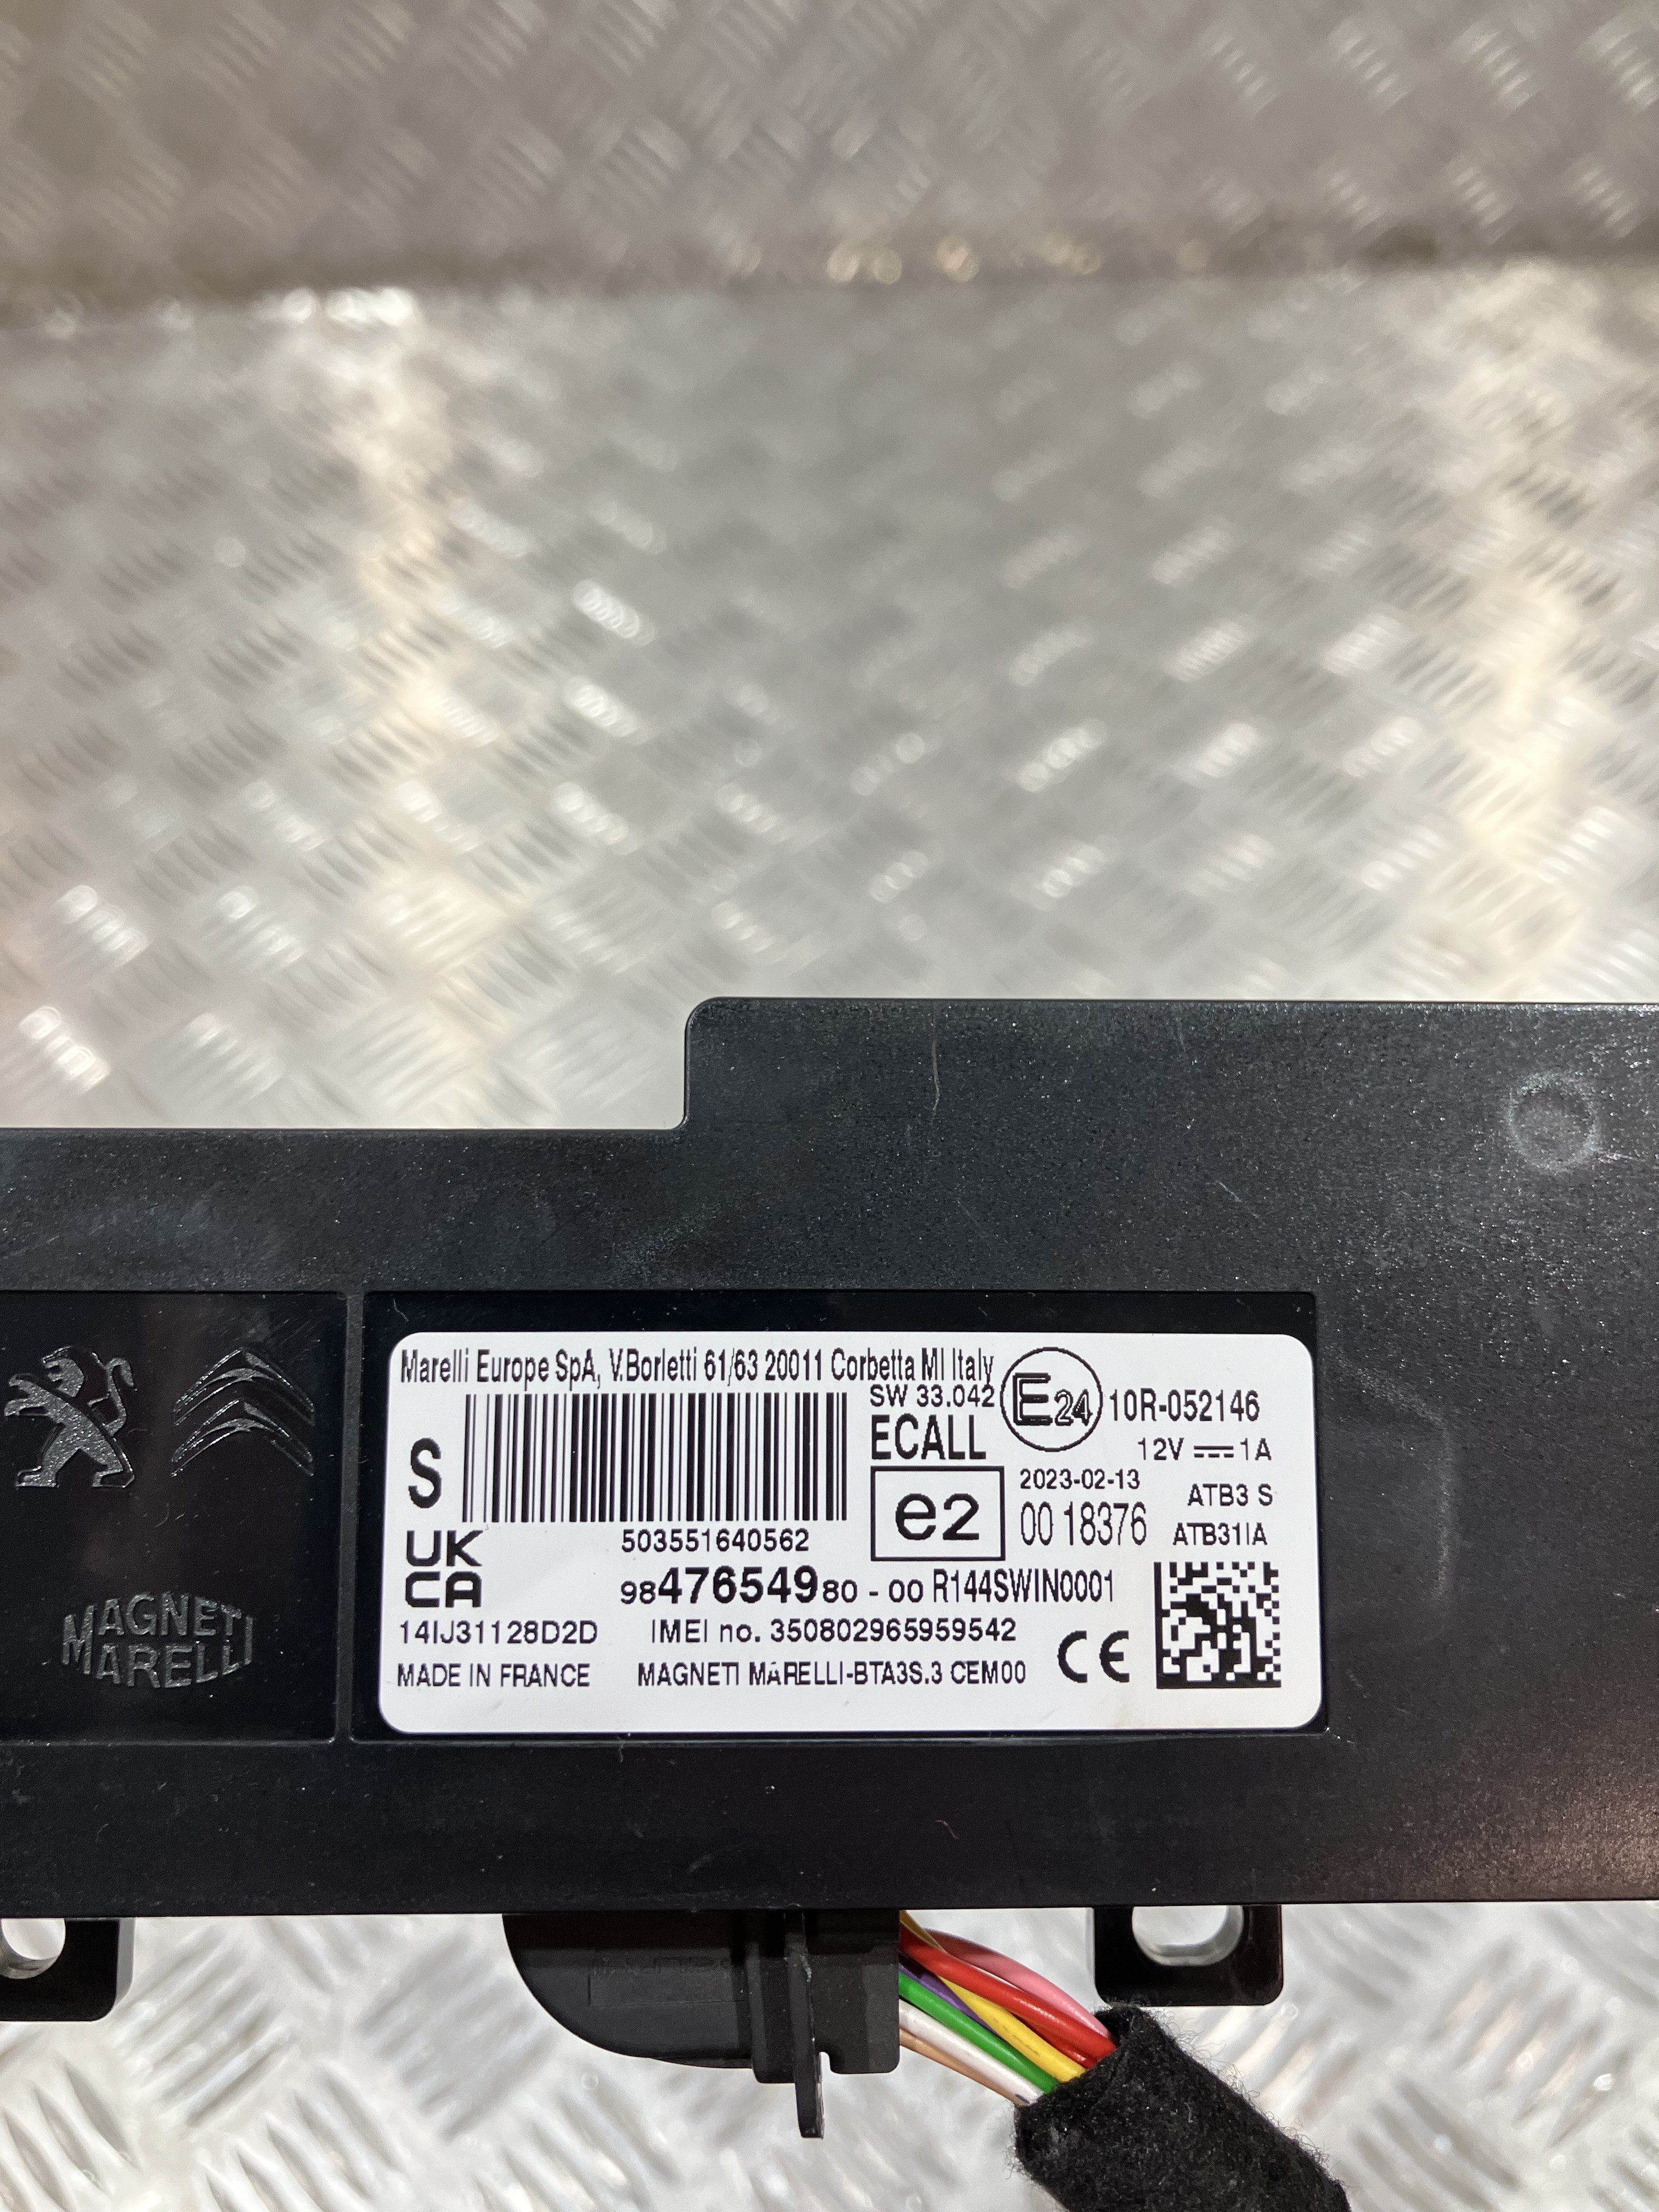 Marelli Europe SpA, V.Borletti 61/63 20011 Corbetta MI Italy
SW 33.042
E24 10R-052146
ECALL
12V 1A
S
e2
2023-02-13
ATB3 S
00 18376
ATB31IA
503551640562
UK
CA
9847654980 - 00 R144SWIN0001
14IJ31128D2D
IMEI no. 350802965959542
CE
MADE IN FRANCE
MAGNETI MARELLI-BTA3S.3 CEM00
MAGNETI
MARELLI